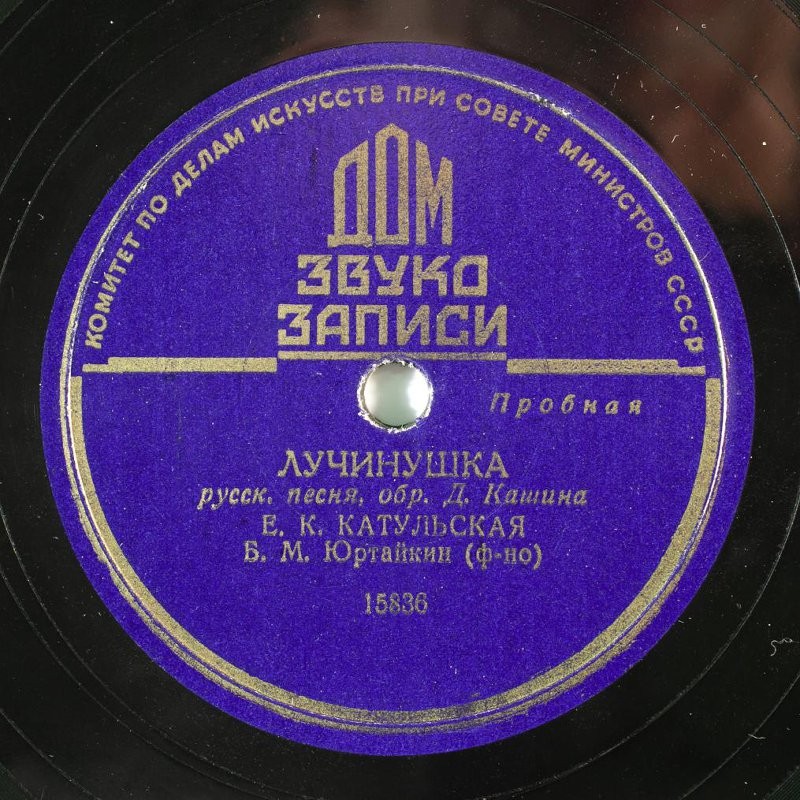 КОМИТЕТ ПО ДЕЛАМ ИСКУССТВ ПРИ СОВЕТЕ МИНИСТРОВ СССР
ДОМ
ЗВУКО
ЗАПИСИ
Пробная
ЛУЧИНУШКА
русск. песня, обр. Д. Кашина
Е. К. КАТУЛЬСКАЯ
Б. М. Юртайкин (ф-но)
15836